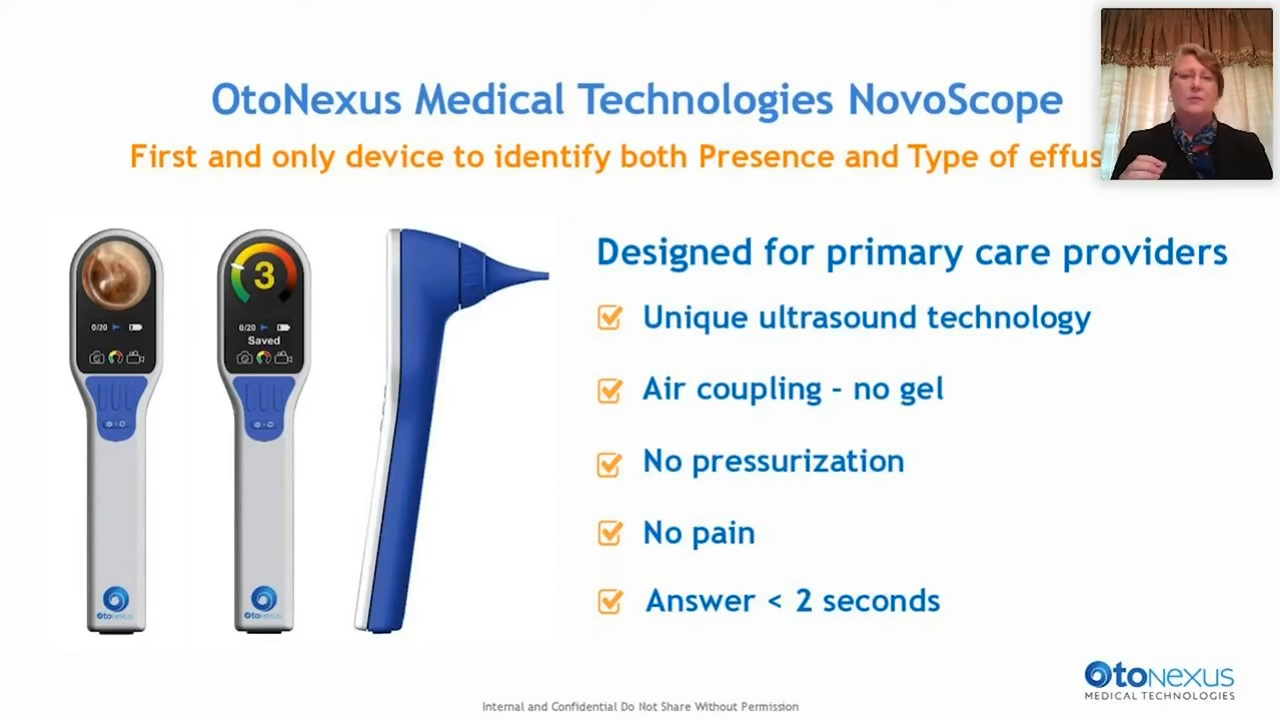 OtoNexus Medical Technologies NovoScope
First and only device to identify both Presence and Type of effus
Designed for primary care providers
Unique ultrasound technology
Air coupling - no gel
No pressurization
No pain
Answer < 2 seconds
0/20
3
0/20
Saved
OtoNexus
OtoNexus
OtoNexus
MEDICAL TECHNOLOGIES
Internal and Confidential Do Not Share Without Permission